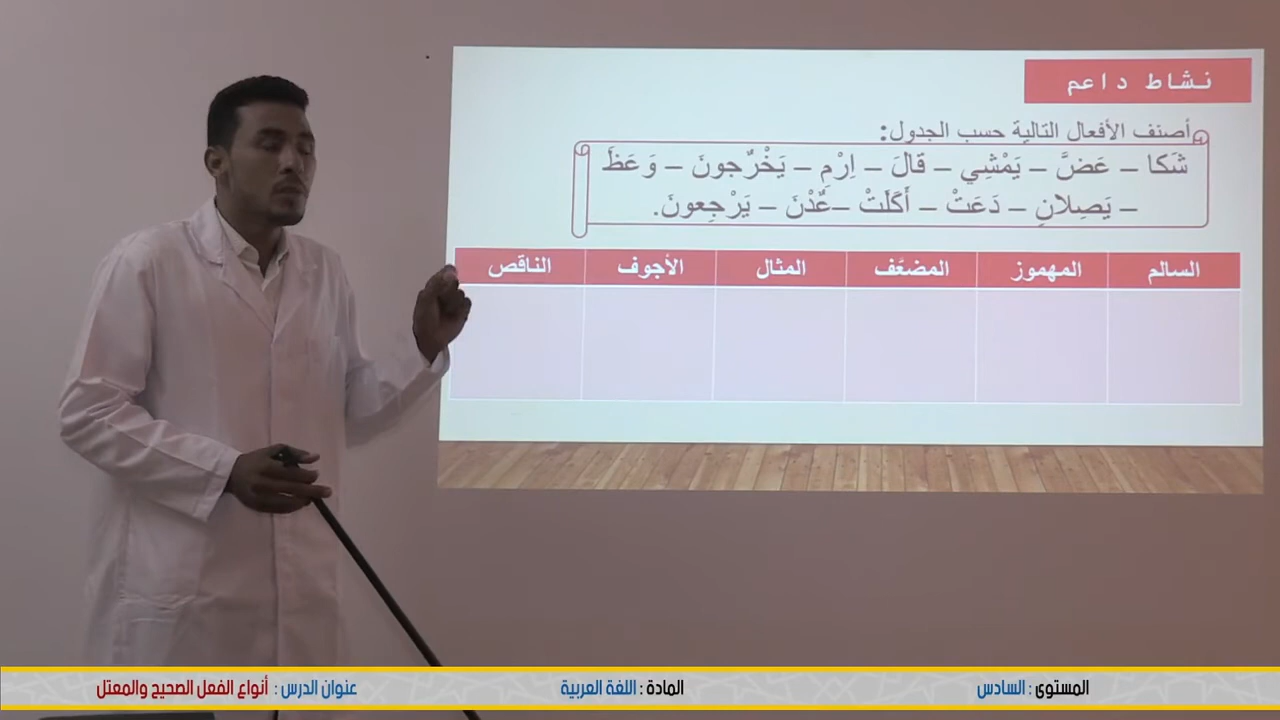 نشاط داعم
أصنف الأفعال التالية حسب الجدول:
شَكا – عَضَّ – يَمْشِي – قالَ – اِرْمِ – يَخْرُجونَ – وَعَظَ
– يَصِلانِ – دَعَتْ – أَكَلَتْ –عُدْنَ – يَرْجِعونَ.
السالم المهموز المضعَّف المثال الأجوف الناقص
المستوى : السادس المادة : اللغة العربية عنوان الدرس : أنواع الفعل الصحيح والمعتل